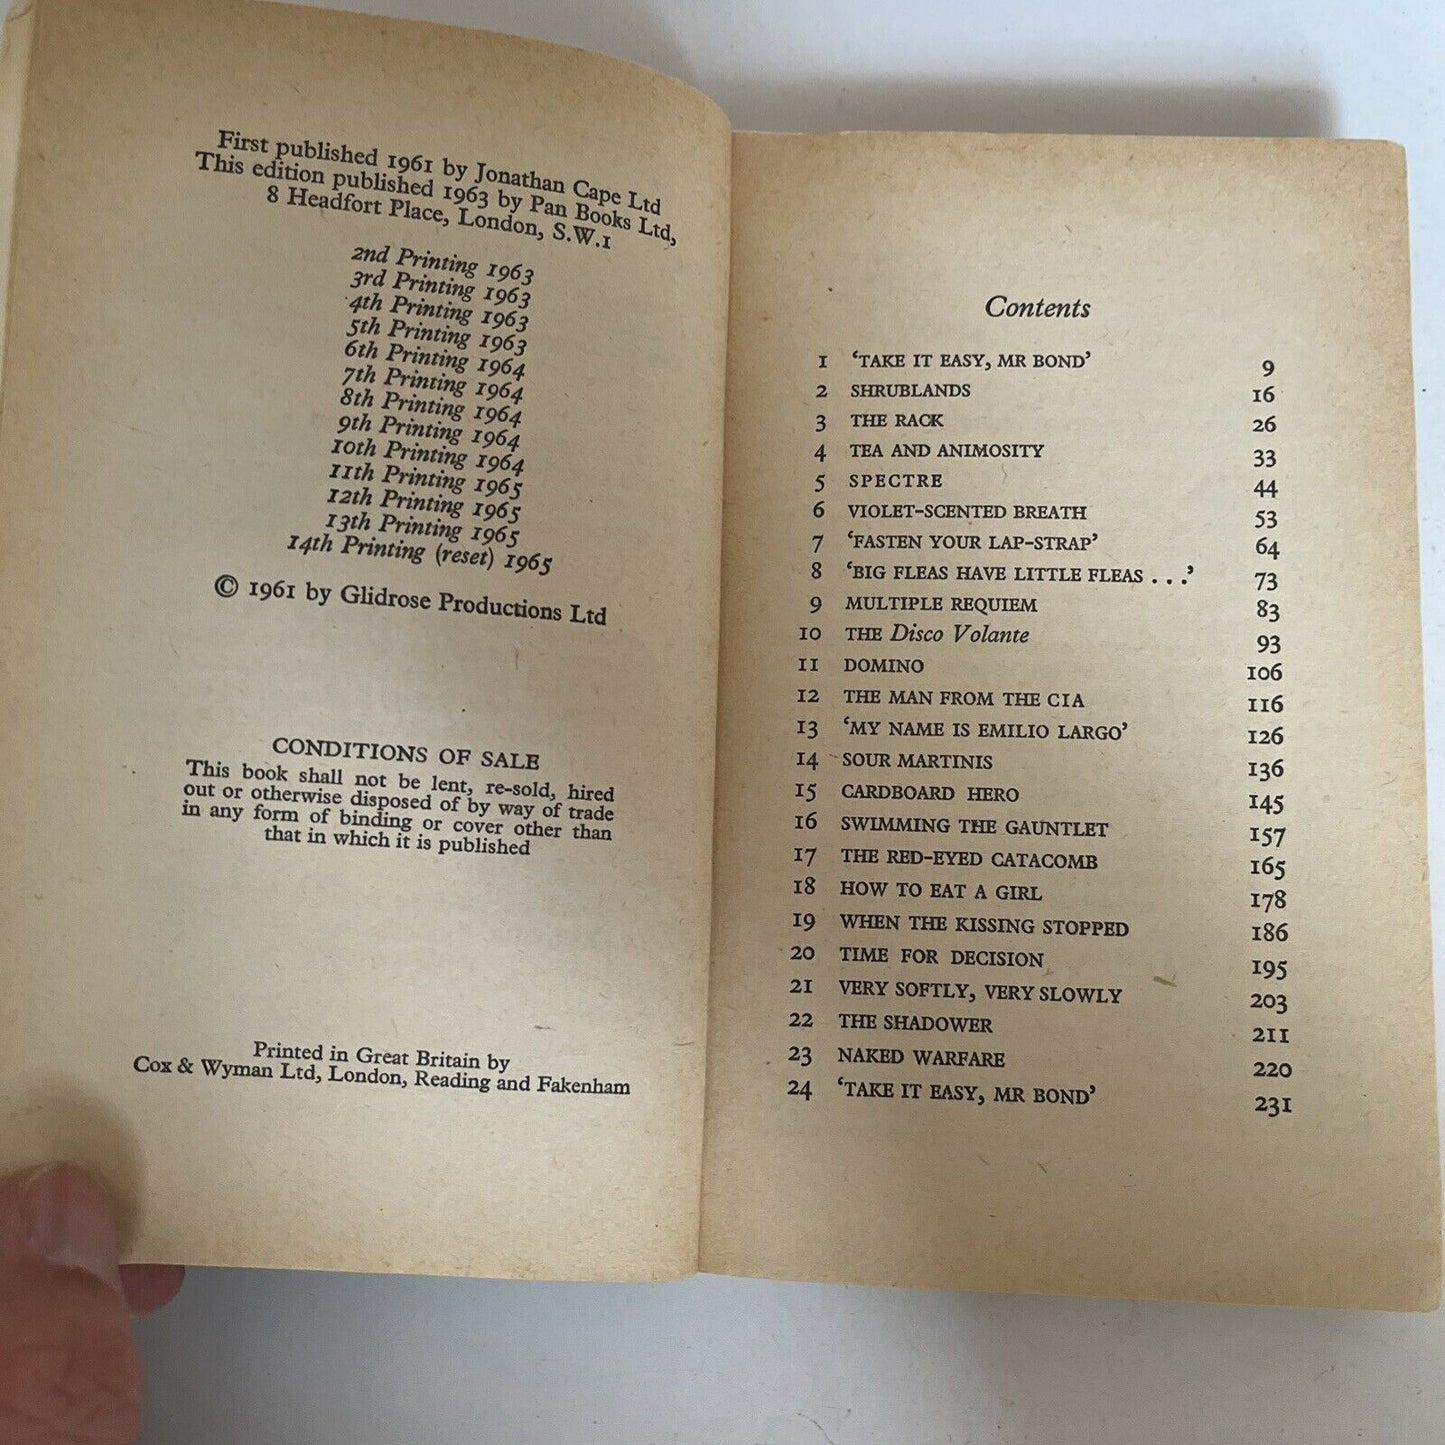 First published 1961 by Jonathan Cape Ltd
This edition published 1963 by Pan Books Ltd,
8 Headfort Place, London, S.W.1
2nd Printing 1963
3rd Printing 1963
4th Printing 1963
5th Printing 1963
6th Printing 1964
7th Printing 1964
8th Printing 1964
9th Printing 1964
10th Printing 1964
11th Printing 1965
12th Printing 1965
13th Printing 1965
14th Printing (reset) 1965
© 1961 by Glidrose Productions Ltd
CONDITIONS OF SALE
This book shall not be lent, re-sold, hired
out or otherwise disposed of by way of trade
in any form of binding or cover other than
that in which it is published
Printed in Great Britain by
Cox & Wyman Ltd, London, Reading and Fakenham
Contents
1 ‘TAKE IT EASY, MR BOND’ 9
2 SHRUBLANDS 16
3 THE RACK 26
4 TEA AND ANIMOSITY 33
5 SPECTRE 44
6 VIOLET-SCENTED BREATH 53
7 ‘FASTEN YOUR LAP-STRAP’ 64
8 ‘BIG FLEAS HAVE LITTLE FLEAS . . .’ 73
9 MULTIPLE REQUIEM 83
10 THE Disco Volante 93
11 DOMINO 106
12 THE MAN FROM THE CIA 116
13 ‘MY NAME IS EMILIO LARGO’ 126
14 SOUR MARTINIS 136
15 CARDBOARD HERO 145
16 SWIMMING THE GAUNTLET 157
17 THE RED-EYED CATACOMB 165
18 HOW TO EAT A GIRL 178
19 WHEN THE KISSING STOPPED 186
20 TIME FOR DECISION 195
21 VERY SOFTLY, VERY SLOWLY 203
22 THE SHADOWER 211
23 NAKED WARFARE 220
24 ‘TAKE IT EASY, MR BOND’ 231